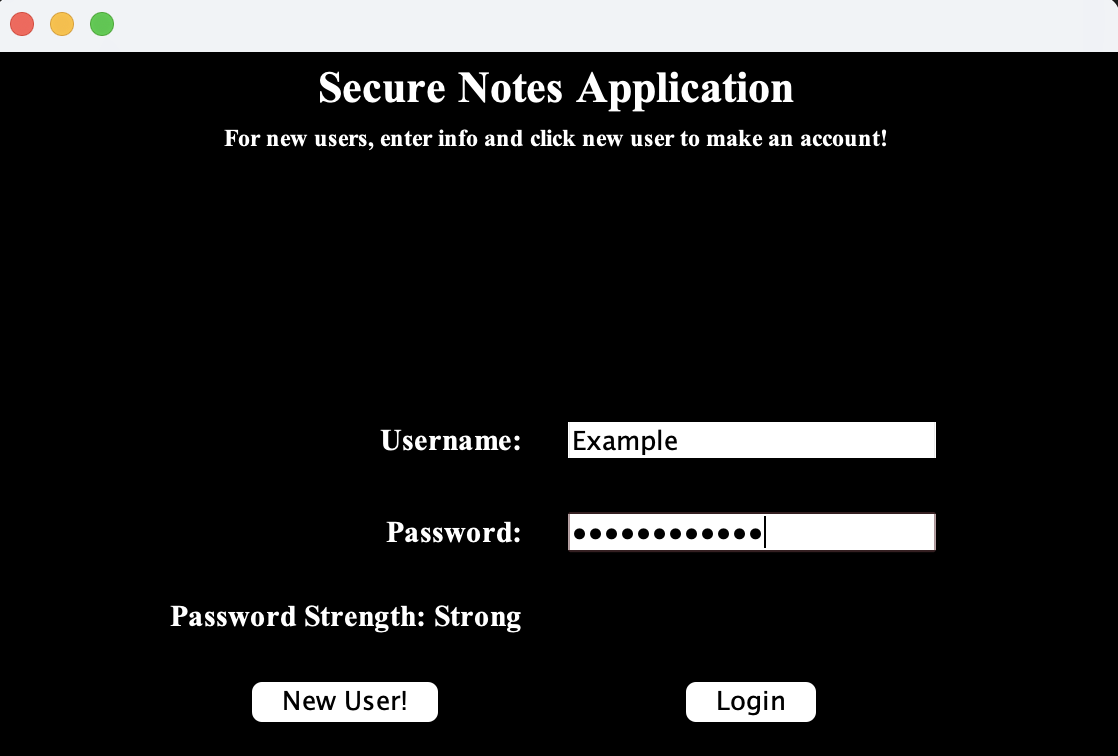 Secure Notes Application
For new users, enter info and click new user to make an account!
Username: Example
Password: ••••••••••••
Password Strength: Strong
New User! Login